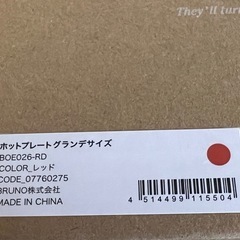 They'll turn
ホットプレートグランデサイズ
BOE026-RD
COLOR_レッド
CODE_07760275
BRUNO株式会社
MADE IN CHINA
4 514499 115504